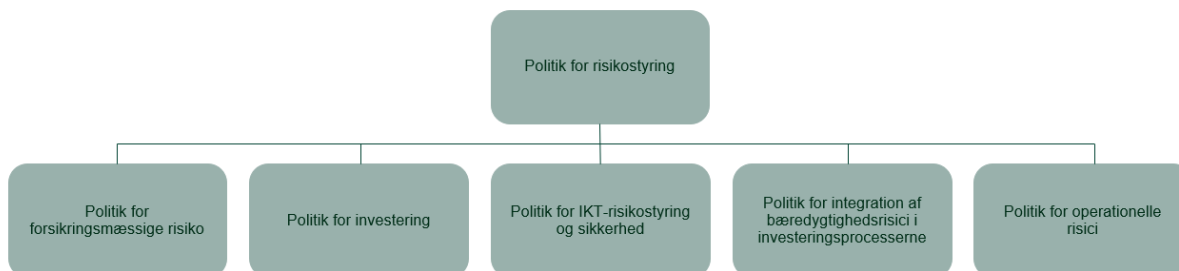 Politik for risikostyring
Politik for
forsikringsmæssige risiko
Politik for investering
Politik for IKT-risikostyring
og sikkerhed
Politik for integration af
bæredygtighedsrisici i
investeringsprocesserne
Politik for operationelle
risici